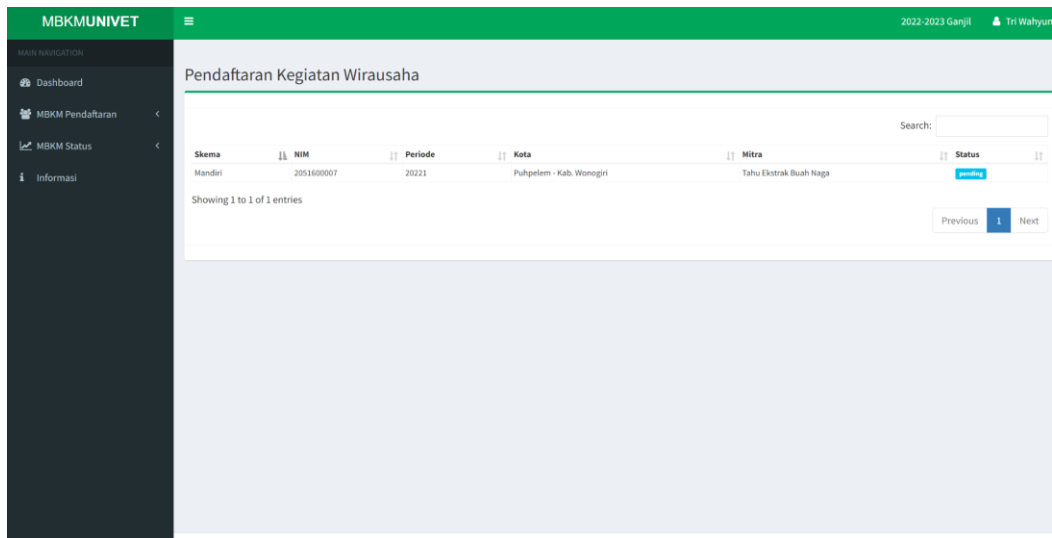 MBKMUNIVET
2022-2023 Ganjil
Tri Wahyun
MAIN NAVIGATION
Dashboard
MBKM Pendaftaran
MBKM Status
Informasi
Pendaftaran Kegiatan Wirausaha
Search:
Skema NIM Periode Kota Mitra Status
Mandiri 2051600007 20221 Puhpelem - Kab. Wonogiri Tahu Ekstrak Buah Naga pending
Showing 1 to 1 of 1 entries
Previous 1 Next